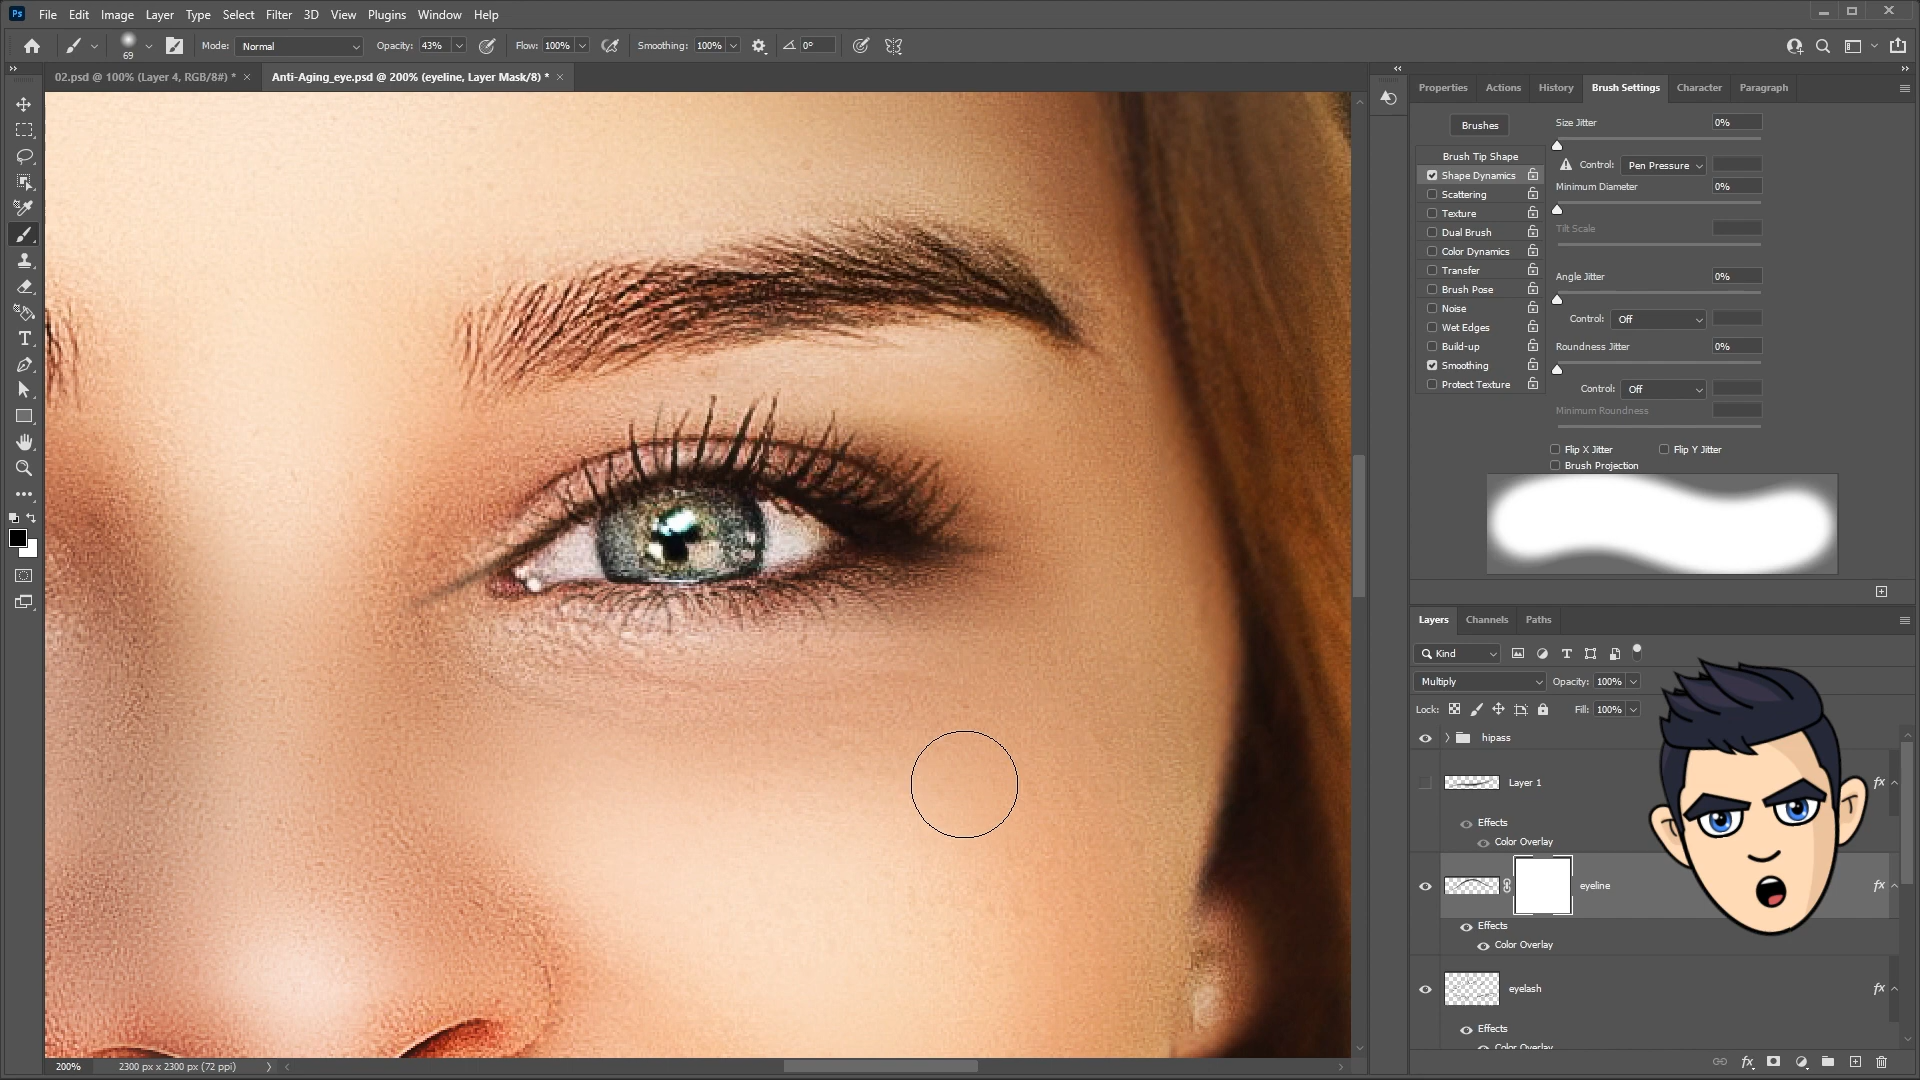 Ps File Edit Image Layer Type Select Filter 3D View Plugins Window Help
69 Mode: Normal Opacity: 43% Flow: 100% Smoothing: 100% 0°
02.psd @ 100% (Layer 4, RGB/8#) * × Anti-Aging_eye.psd @ 200% (eyeline, Layer Mask/8) * ×
Properties Actions History Brush Settings Character Paragraph
Brushes
Brush Tip Shape
Shape Dynamics
Scattering
Texture
Dual Brush
Color Dynamics
Transfer
Brush Pose
Noise
Wet Edges
Build-up
Smoothing
Protect Texture
Size Jitter 0%
Control: Pen Pressure
Minimum Diameter 0%
Tilt Scale
Angle Jitter 0%
Control: Off
Roundness Jitter 0%
Control: Off
Minimum Roundness
Flip X Jitter Flip Y Jitter
Brush Projection
Layers Channels Paths
Kind
Multiply Opacity: 100%
Lock: Fill: 100%
hipass
Layer 1 fx
Effects
Color Overlay
eyeline fx
Effects
Color Overlay
eyelash fx
Effects
Color Overlay
fx
200% 2300 px x 2300 px (72 ppi)